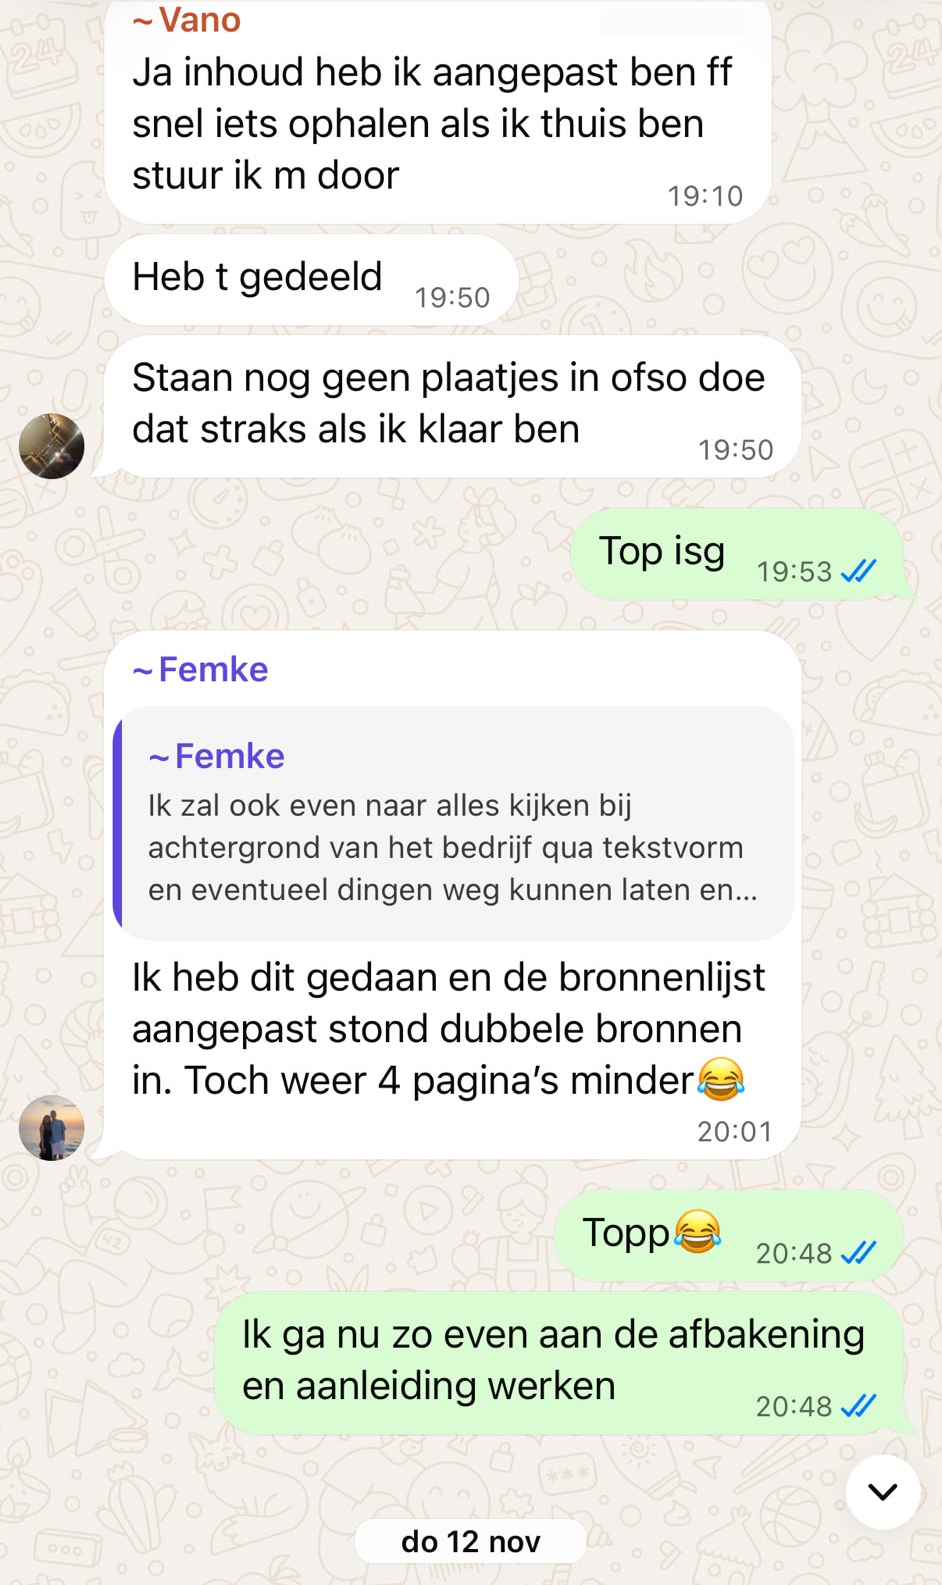 ~ Vano
Ja inhoud heb ik aangepast ben ff
snel iets ophalen als ik thuis ben
stuur ik m door
19:10
Heb t gedeeld
19:50
Staan nog geen plaatjes in ofso doe
dat straks als ik klaar ben
19:50
Top isg
19:53
~ Femke
~ Femke
Ik zal ook even naar alles kijken bij
achtergrond van het bedrijf qua tekstvorm
en eventueel dingen weg kunnen laten en...
Ik heb dit gedaan en de bronnenlijst
aangepast stond dubbele bronnen
in. Toch weer 4 pagina’s minder😂
20:01
Topp😂
20:48
Ik ga nu zo even aan de afbakening
en aanleiding werken
20:48
do 12 nov